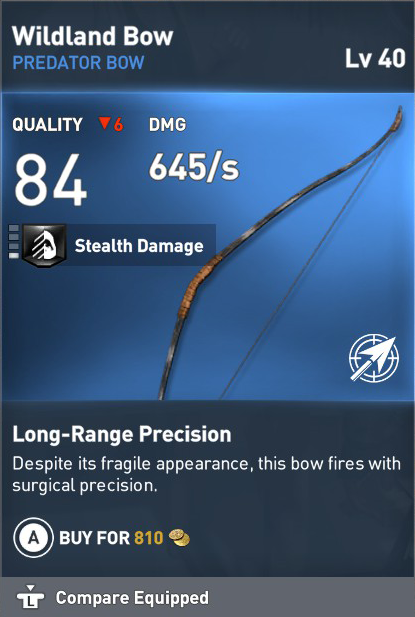 Wildland Bow
PREDATOR BOW
Lv 40
QUALITY ▼6 DMG
84 645/s
Stealth Damage
Long-Range Precision
Despite its fragile appearance, this bow fires with
surgical precision.
A BUY FOR 810
L Compare Equipped